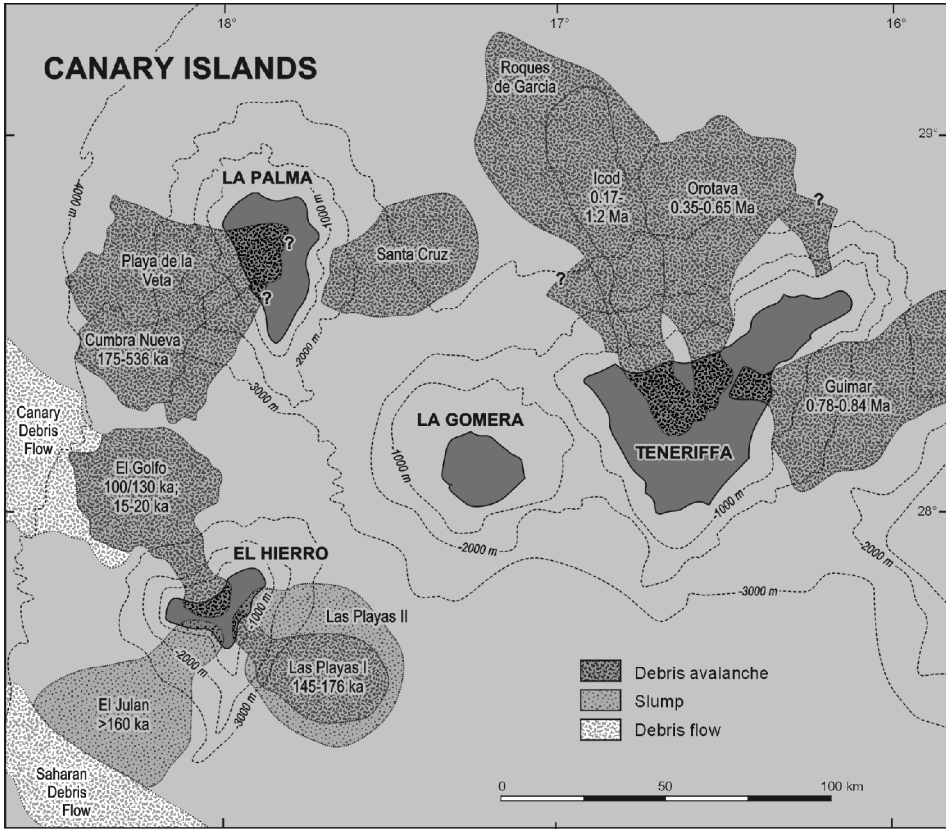 18°
17°
16°
CANARY ISLANDS
Roques
de Garcia
29°
LA PALMA
4000 m
1000 m
Icod
0.17-
1.2 Ma
Orotava
0.35-0.65 Ma
?
?
Santa Cruz
Playa de la
Veta
?
?
Cumbra Nueva
175-536 ka
-2000 m
-3000 m
Guimar
0.78-0.84 Ma
Canary
Debris
Flow
LA GOMERA
TENERIFFA
El Golfo
100/130 ka;
15-20 ka
-1000 m
-1000 m
28°
-2000 m
-2000 m
EL HIERRO
-3000 m
-1000 m
Las Playas II
-2000 m
Las Playas I
145-176 ka
-3000 m
El Julan
>160 ka
Debris avalanche
Slump
Debris flow
Saharan
Debris
Flow
0
100 km